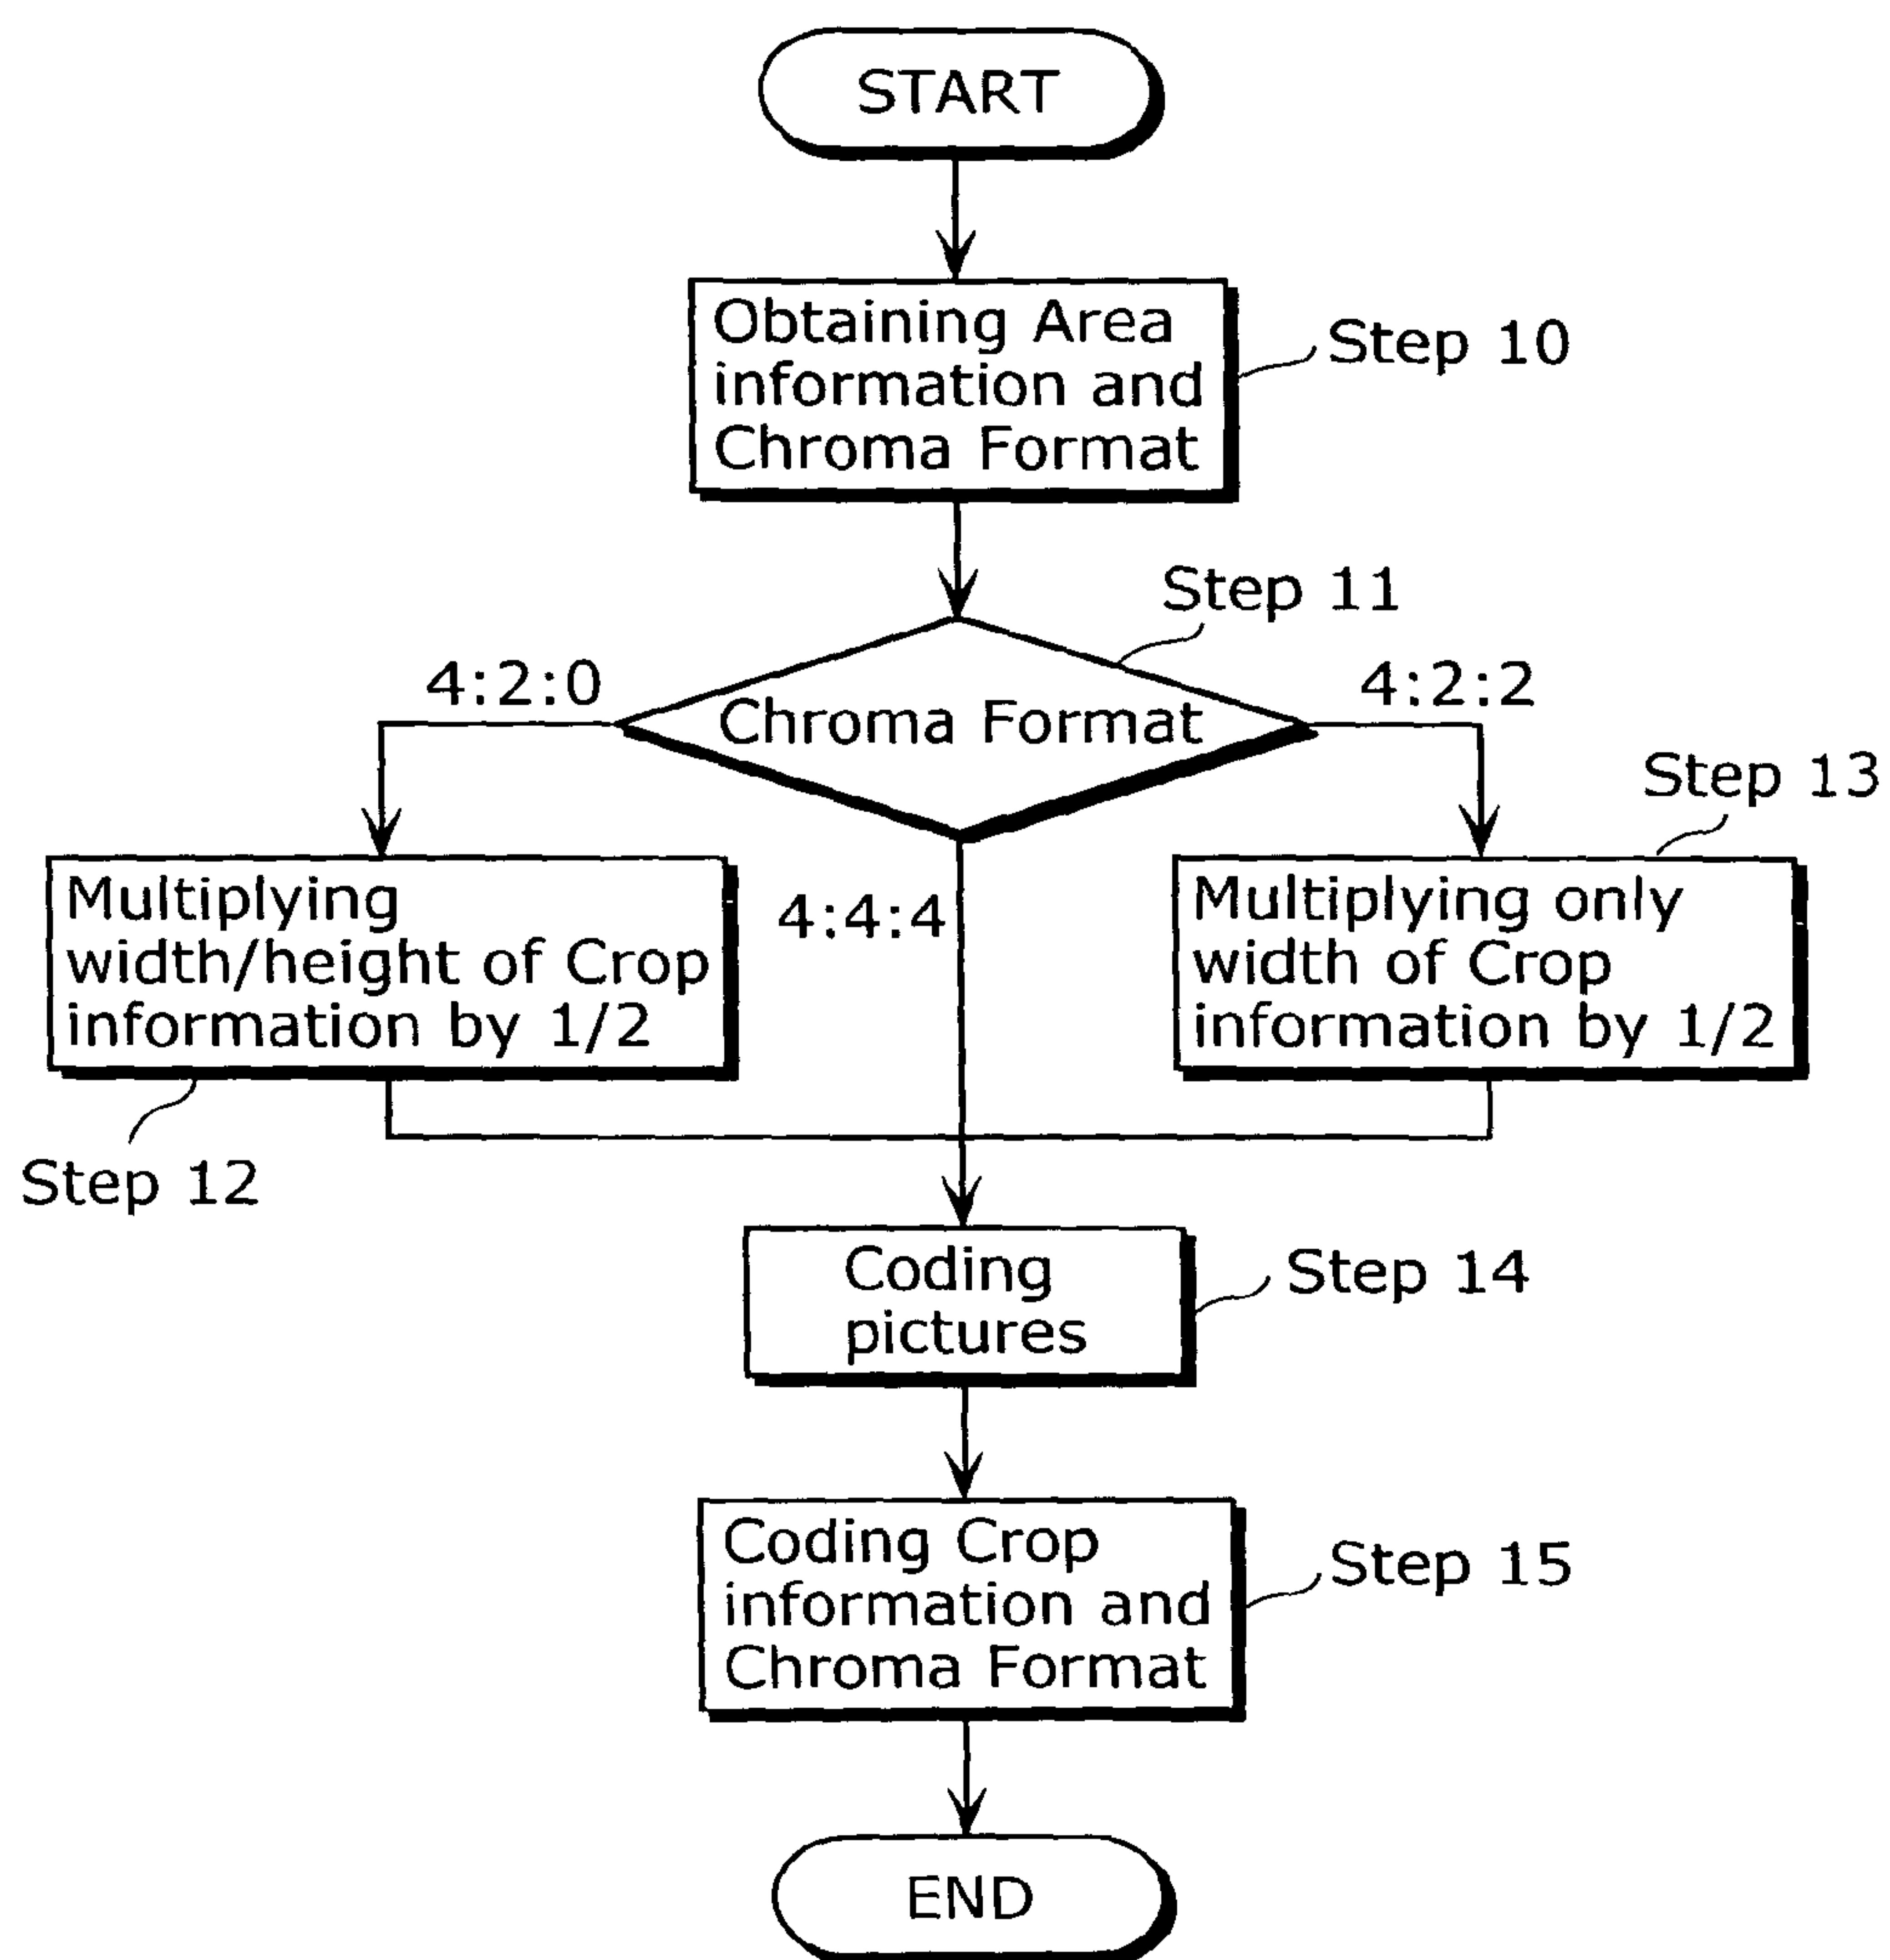 START
Obtaining Area
information and
Chroma Format
Step 10
Step 11
4:2:0
Chroma Format
4:2:2
Step 13
Multiplying
width/height of Crop
information by 1/2
4:4:4
Multiplying only
width of Crop
information by 1/2
Step 12
Coding
pictures
Step 14
Coding Crop
information and
Chroma Format
Step 15
END